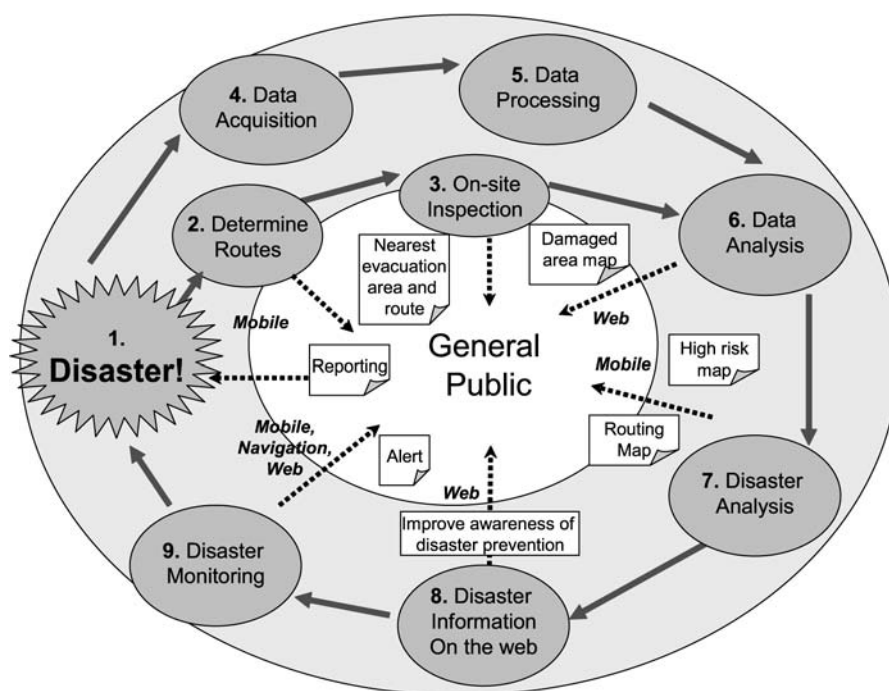 4. Data
Acquisition
5. Data
Processing
3. On-site
Inspection
2. Determine
Routes
6. Data
Analysis
Nearest
evacuation
area and
route
Damaged
area map
Mobile
Web
1.
Disaster!
Reporting
General
Public
Mobile
High risk
map
Routing
Map
Mobile,
Navigation,
Web
Alert
Web
Improve awareness of
disaster prevention
7. Disaster
Analysis
9. Disaster
Monitoring
8. Disaster
Information
On the web